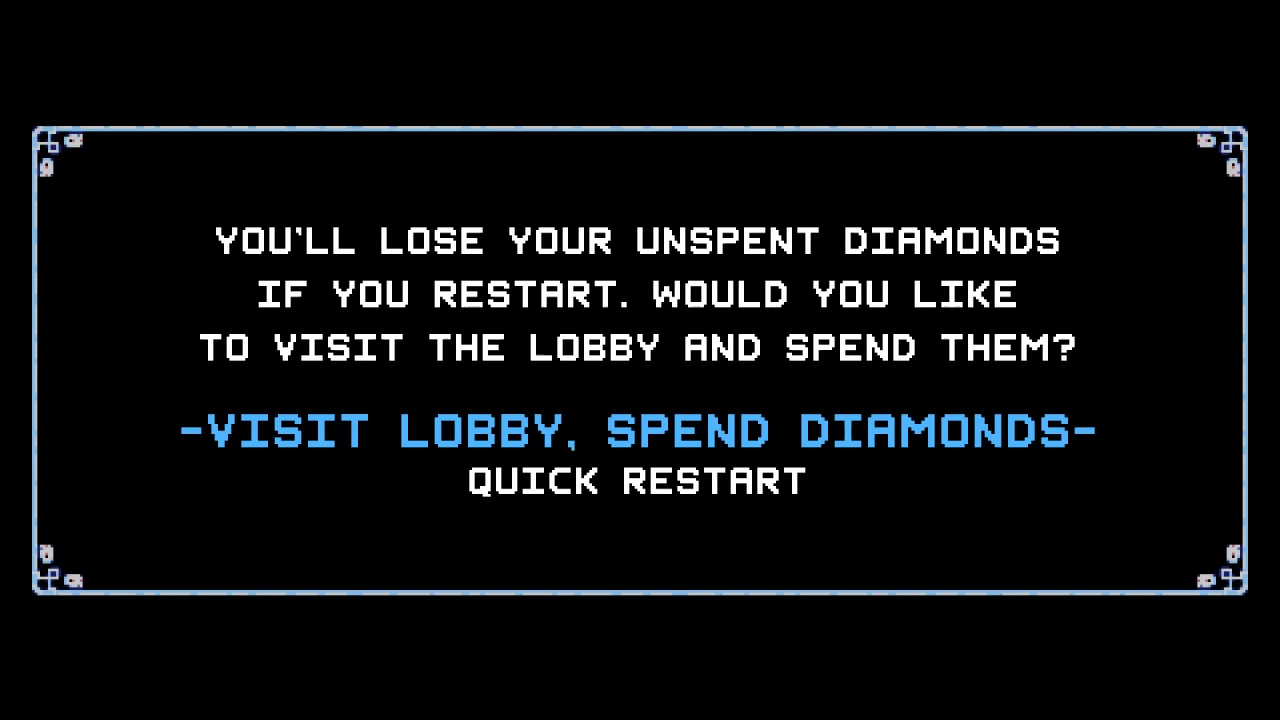 YOU'LL LOSE YOUR UNSPENT DIAMONDS
IF YOU RESTART. WOULD YOU LIKE
TO VISIT THE LOBBY AND SPEND THEM?
-VISIT LOBBY, SPEND DIAMONDS-
QUICK RESTART